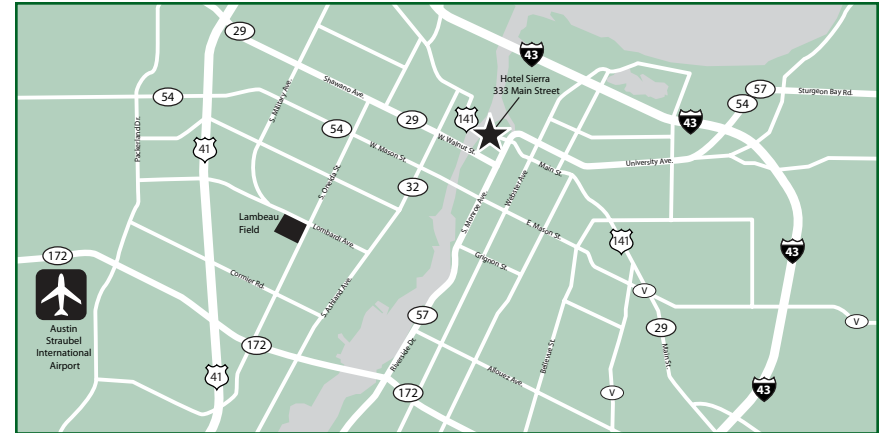 29
43
Hotel Sierra
333 Main Street
57
54
Sturgeon Bay Rd.
54
Shawano Ave.
S. Military Ave.
29
141
43
Packerland Dr.
41
54
W. Mason St.
W. Walnut St.
Main St.
University Ave.
S. Oneida St.
32
Webster Ave.
S. Monroe Ave.
Lambeau
Field
Lombardi Ave.
E. Mason St.
141
43
172
Cormier Rd.
S. Ashland Ave.
Grignon St.
V
V
Austin
Straubel
International
Airport
57
29
Main St.
172
Riverside Dr.
Bellevue St.
Allouez Ave.
41
172
V
43